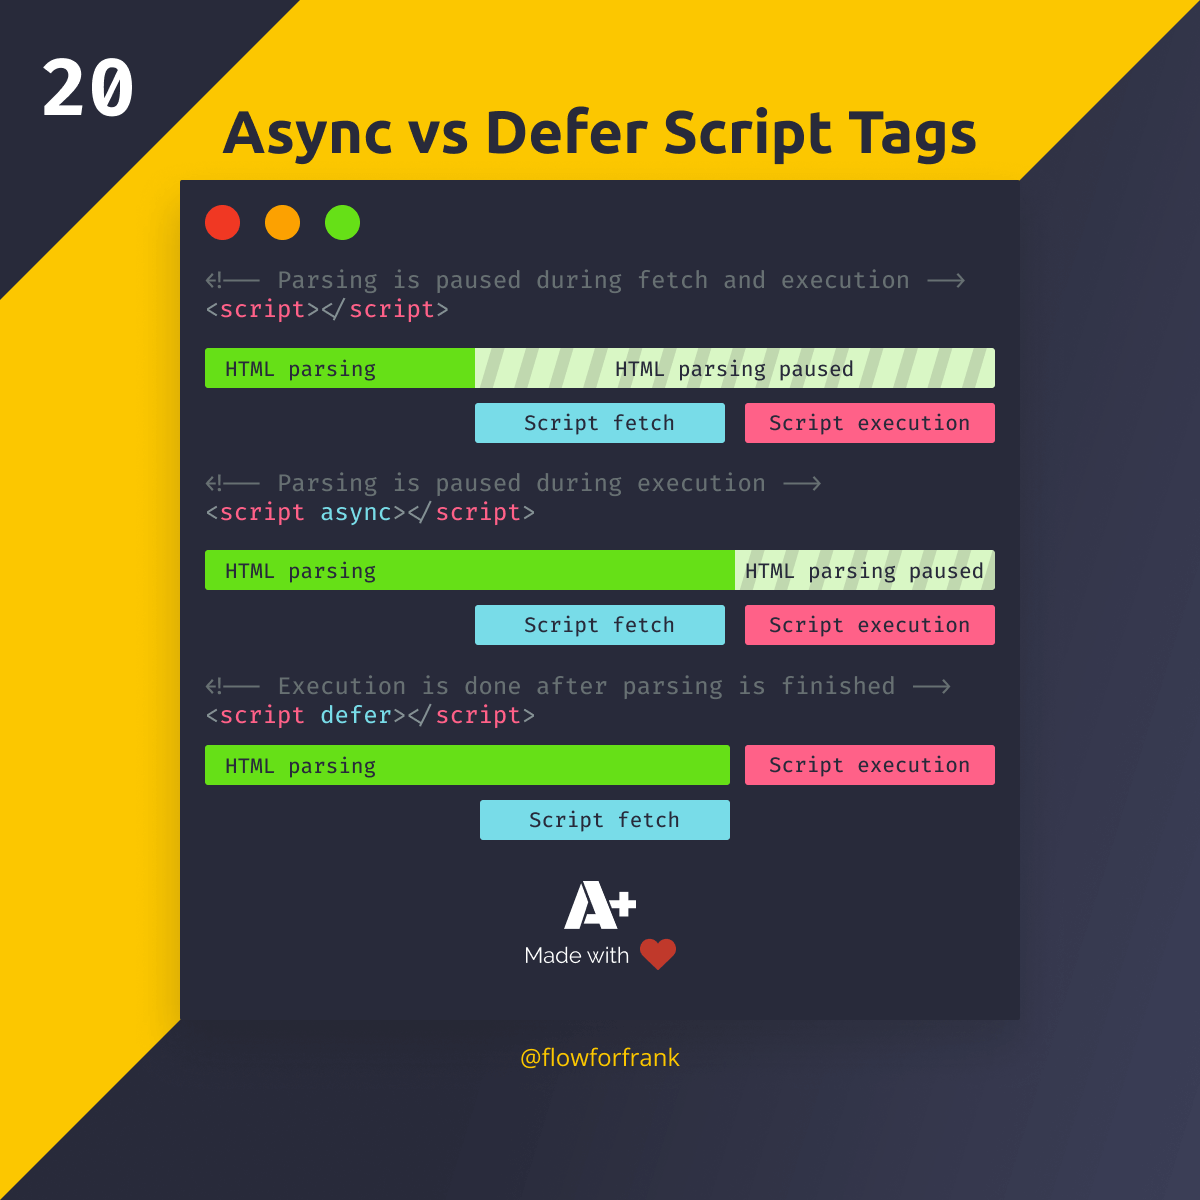 20
Async vs Defer Script Tags
<!-- Parsing is paused during fetch and execution -->
<script></script>
HTML parsing HTML parsing paused
Script fetch Script execution
<!-- Parsing is paused during execution -->
<script async></script>
HTML parsing HTML parsing paused
Script fetch Script execution
<!-- Execution is done after parsing is finished -->
<script defer></script>
HTML parsing Script execution
Script fetch
A+
Made with
@flowforfrank